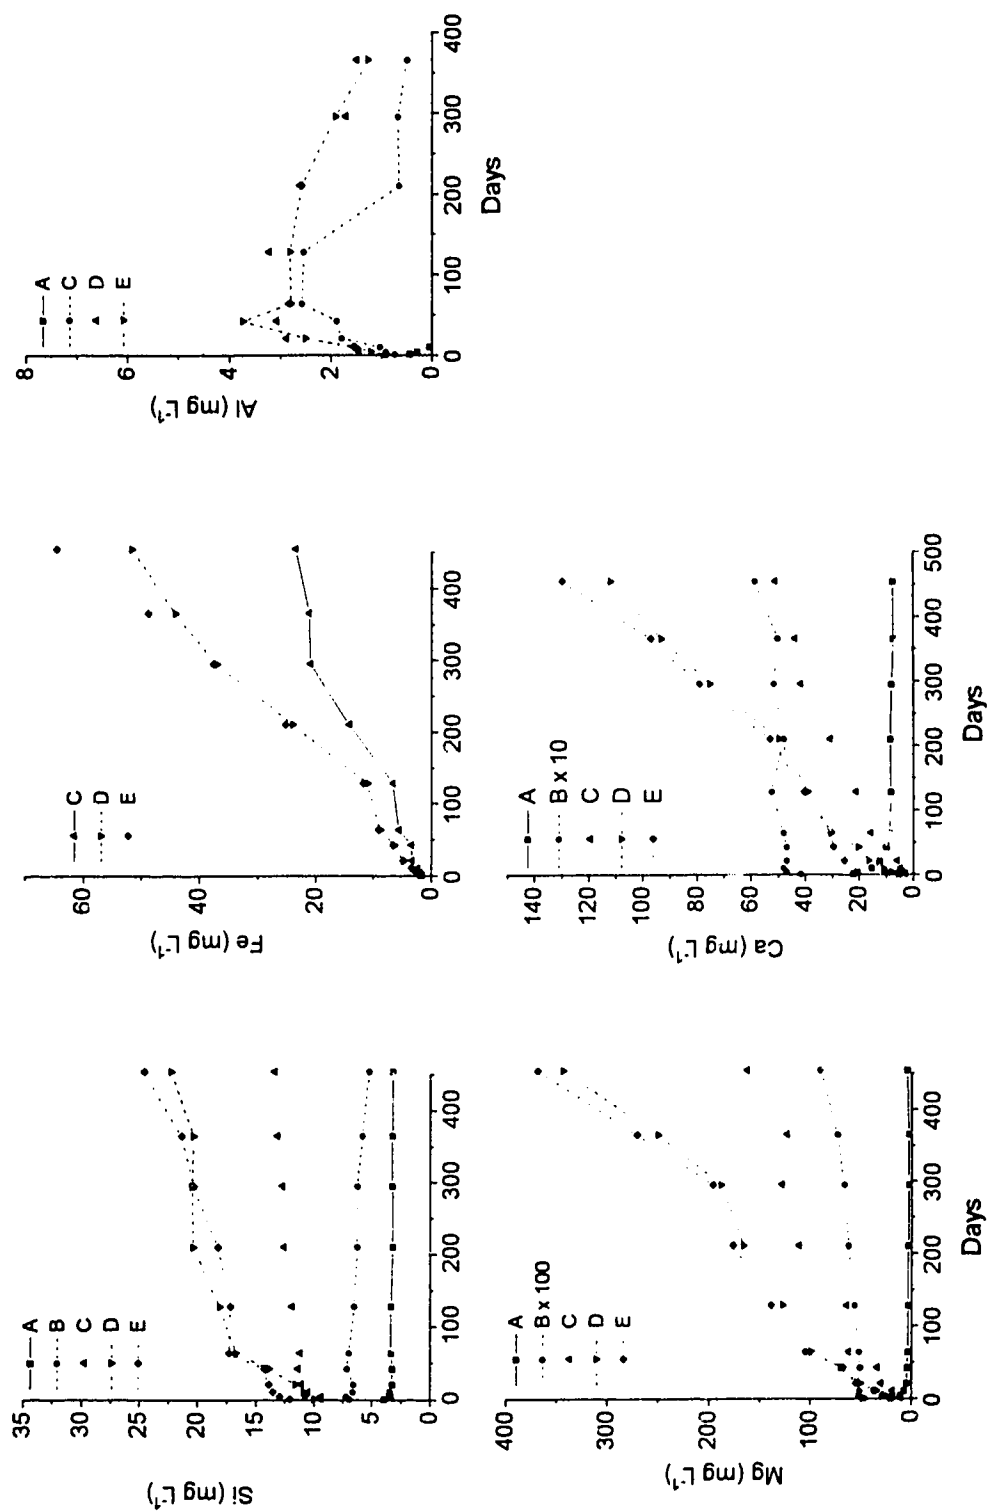 35
30
25
20
15
10
5
0
Si (mg L⁻¹)
A
B
C
D
E
0
100
200
300
400
60
40
20
0
Fe (mg L⁻¹)
C
D
E
0
100
200
300
400
8
6
4
2
0
Al (mg L⁻¹)
A
C
D
E
0
100
200
300
400
Days
400
300
200
100
0
Mg (mg L⁻¹)
A
B x 100
C
D
E
0
100
200
300
400
Days
140
120
100
80
60
40
20
0
Ca (mg L⁻¹)
A
B x 10
C
D
E
0
100
200
300
400
500
Days